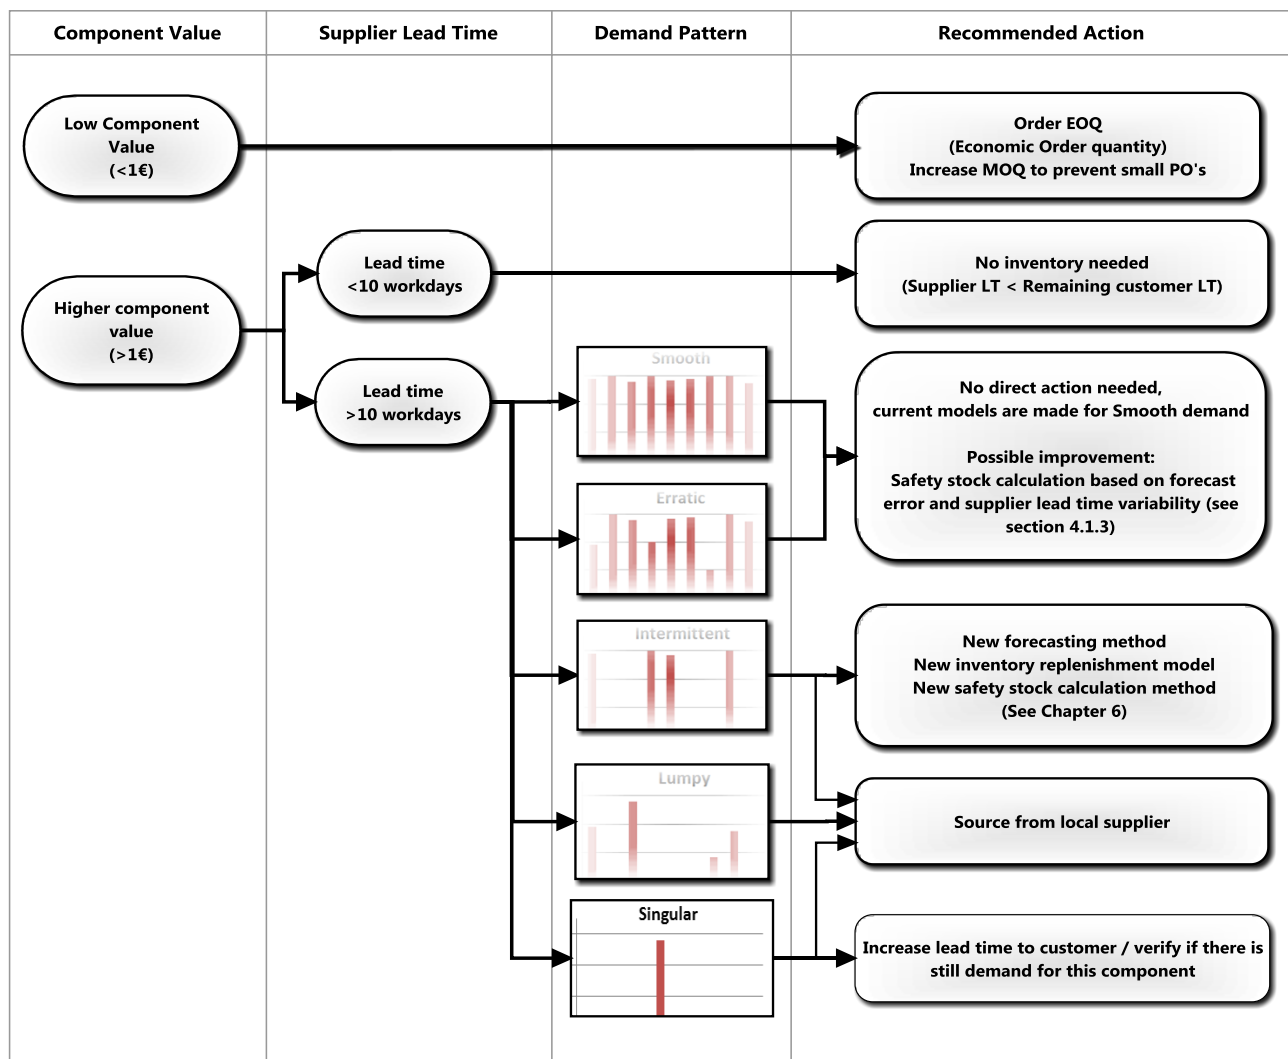 Component Value
Supplier Lead Time
Demand Pattern
Recommended Action
Low Component
Value
(<1€)
Order EOQ
(Economic Order quantity)
Increase MOQ to prevent small PO's
Higher component
value
(>1€)
Lead time
<10 workdays
No inventory needed
(Supplier LT < Remaining customer LT)
Lead time
>10 workdays
Smooth
No direct action needed,
current models are made for Smooth demand
Possible improvement:
Safety stock calculation based on forecast
error and supplier lead time variability (see
section 4.1.3)
Erratic
Intermittent
New forecasting method
New inventory replenishment model
New safety stock calculation method
(See Chapter 6)
Lumpy
Source from local supplier
Singular
Increase lead time to customer / verify if there is
still demand for this component